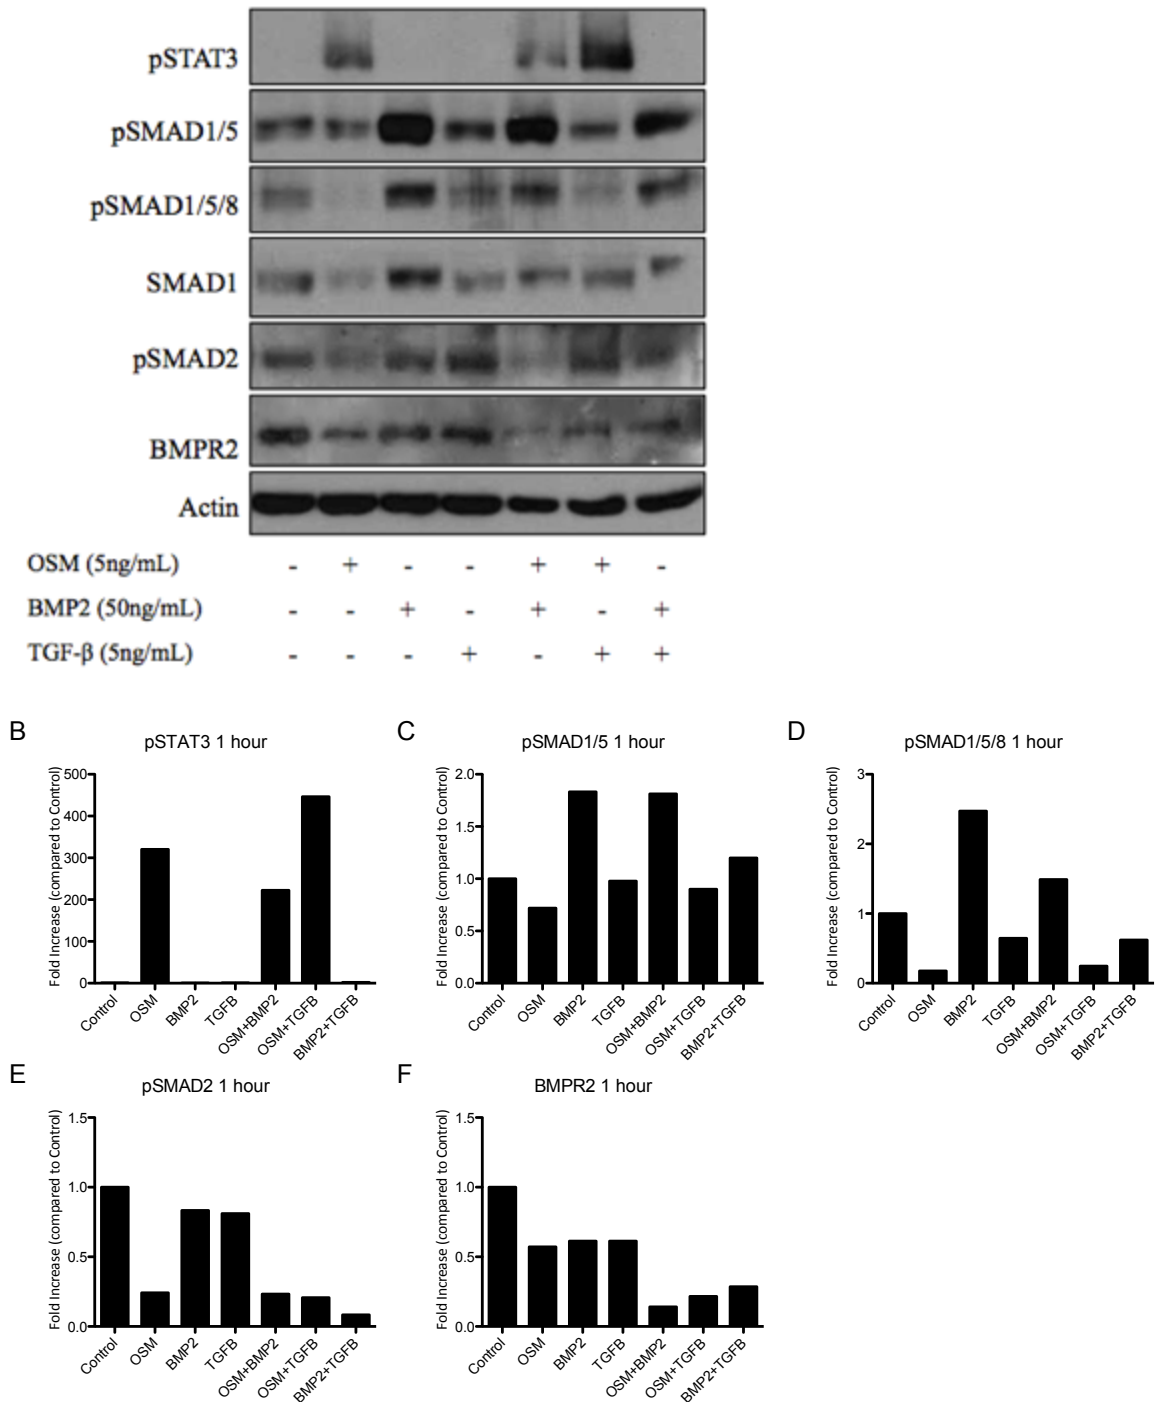 pSTAT3
pSMAD1/5
pSMAD1/5/8
SMAD1
pSMAD2
BMPR2
Actin
OSM (5ng/mL) - + - - + + -
BMP2 (50ng/mL) - - + - + - +
TGF-β (5ng/mL) - - - + - + +
B
pSTAT3 1 hour
Fold Increase (compared to Control)
500
400
300
200
100
0
Control OSM BMP2 TGFB OSM+BMP2 OSM+TGFB BMP2+TGFB
C
pSMAD1/5 1 hour
Fold Increase (compared to Control)
2.0
1.5
1.0
0.5
0.0
Control OSM BMP2 TGFB OSM+BMP2 OSM+TGFB BMP2+TGFB
D
pSMAD1/5/8 1 hour
Fold Increase (compared to Control)
3
2
1
0
Control OSM BMP2 TGFB OSM+BMP2 OSM+TGFB BMP2+TGFB
E
pSMAD2 1 hour
Fold Increase (compared to Control)
1.5
1.0
0.5
0.0
Control OSM BMP2 TGFB OSM+BMP2 OSM+TGFB BMP2+TGFB
F
BMPR2 1 hour
Fold Increase (compared to Control)
1.5
1.0
0.5
0.0
Control OSM BMP2 TGFB OSM+BMP2 OSM+TGFB BMP2+TGFB